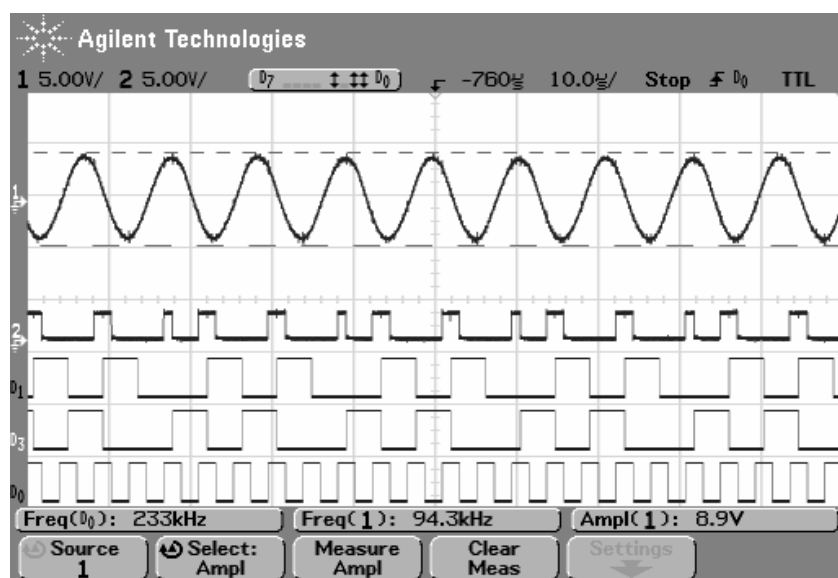 Agilent Technologies
1 5.00V/ 2 5.00V/ D7 D0 -760 10.0 / Stop D0 TTL
1
2
D1
D3
D0
Freq(D0): 233kHz Freq(1): 94.3kHz Ampl(1): 8.9V
Source Select: Measure Clear Settings
1 Ampl Ampl Meas